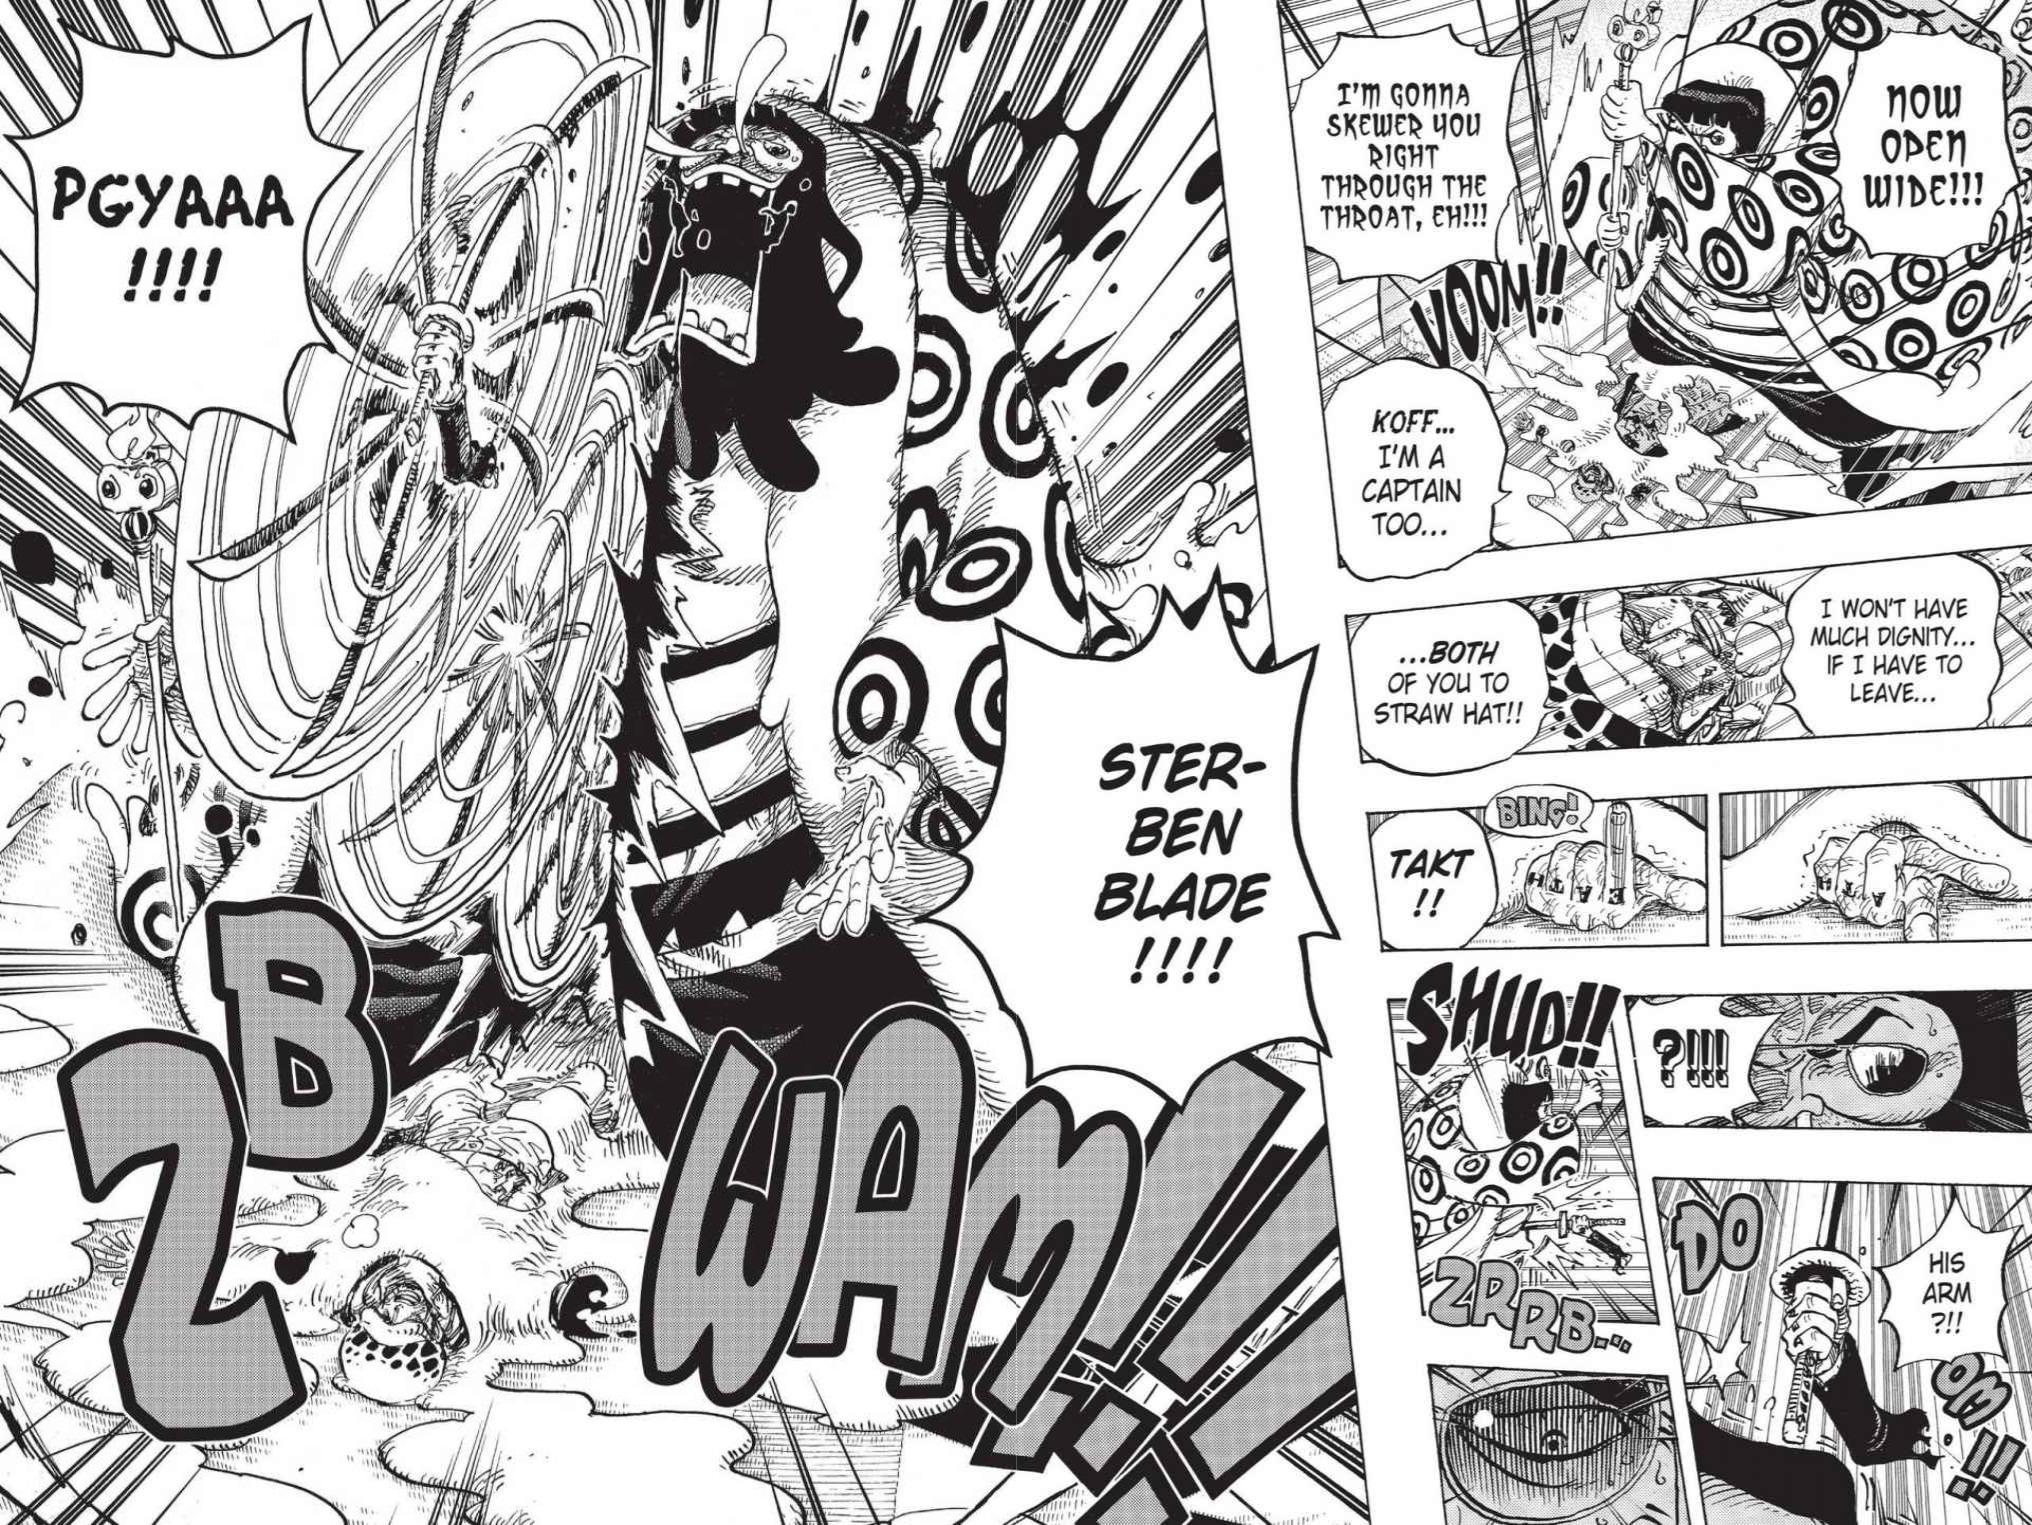 NOW
OPEN
WIDE!!!
I'M GONNA
SKEWER YOU
RIGHT
THROUGH THE
THROAT, EH!!!
VOOM!!
KOFF...
I'M A
CAPTAIN
TOO...
I WON'T HAVE
MUCH DIGNITY...
IF I HAVE TO
LEAVE...
...BOTH
OF YOU TO
STRAW HAT!!
BING!
TAKT
!!
?!!!
SHUD!!
ZRRB...
HIS
ARM
?!!
DO
OM!!
STER-
BEN
BLADE
!!!!
PGYAAA
!!!!
ZB
WAM!!!